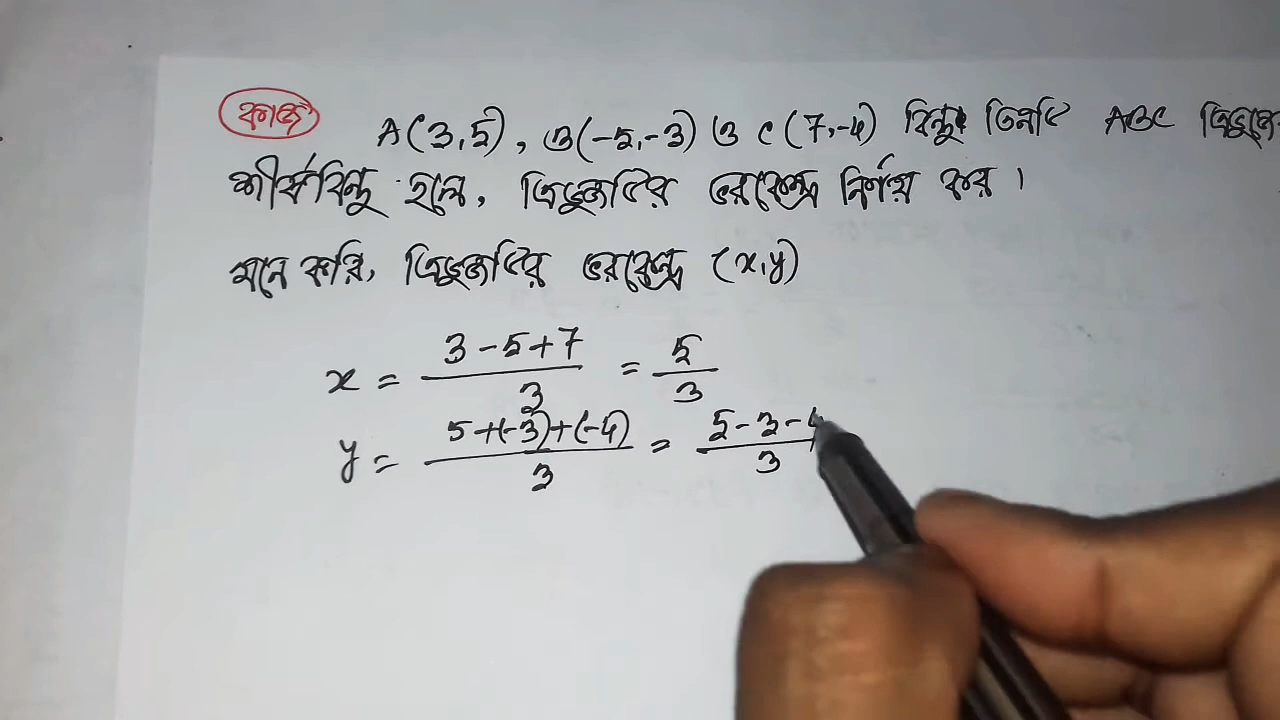 কাজ
A(3,5), B(-5,-3) ও C(7,-4) বিন্দু তিনটি ABC
শীর্ষবিন্দু হলে, ত্রিভুজটির ভরকেন্দ্র নির্ণয় কর।
মনে করি, ত্রিভুজটির ভরকেন্দ্র (x,y)
x = (3-5+7)/3 = 5/3
y = (5+(-3)+(-4))/3 = (5-3-4)/3